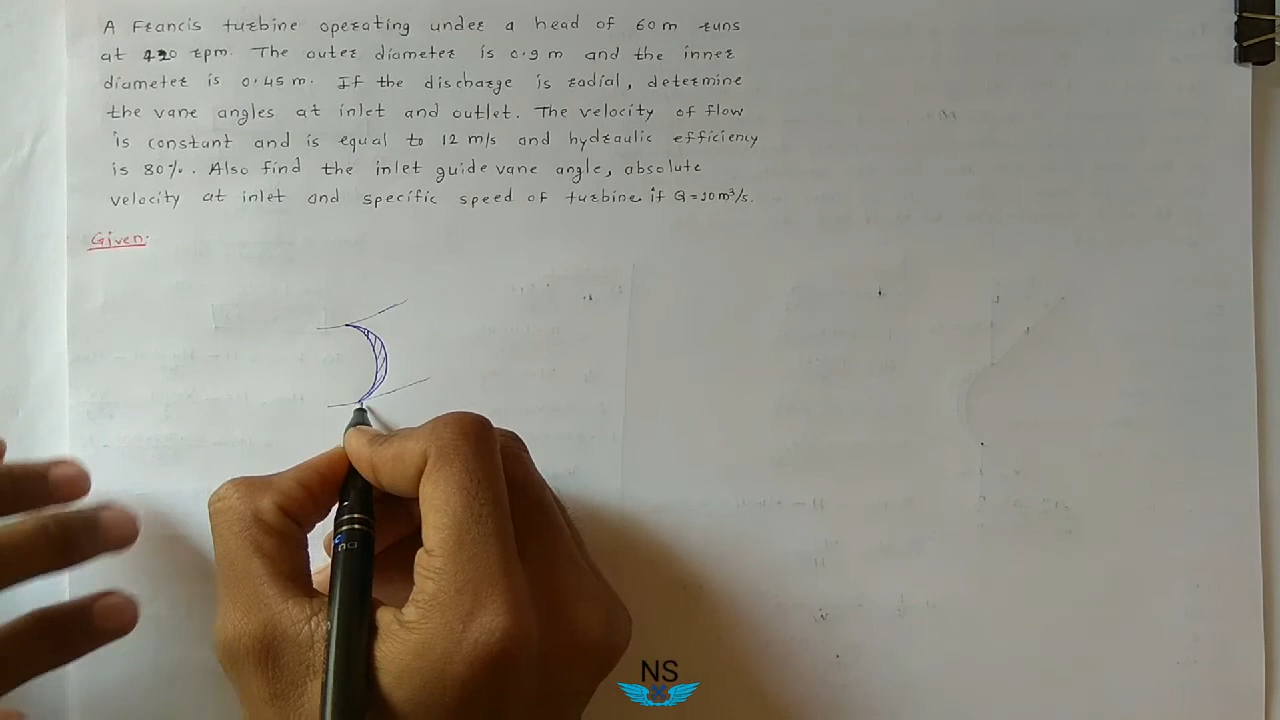 A Francis turbine operating under a head of 60 m runs
at 420 rpm. The outer diameter is 0.9 m and the inner
diameter is 0.45 m. If the discharge is radial, determine
the vane angles at inlet and outlet. The velocity of flow
is constant and is equal to 12 m/s and hydraulic efficiency
is 80%. Also find the inlet guide vane angle, absolute
velocity at inlet and specific speed of turbine if Q=10m³/s.
Given:
NS